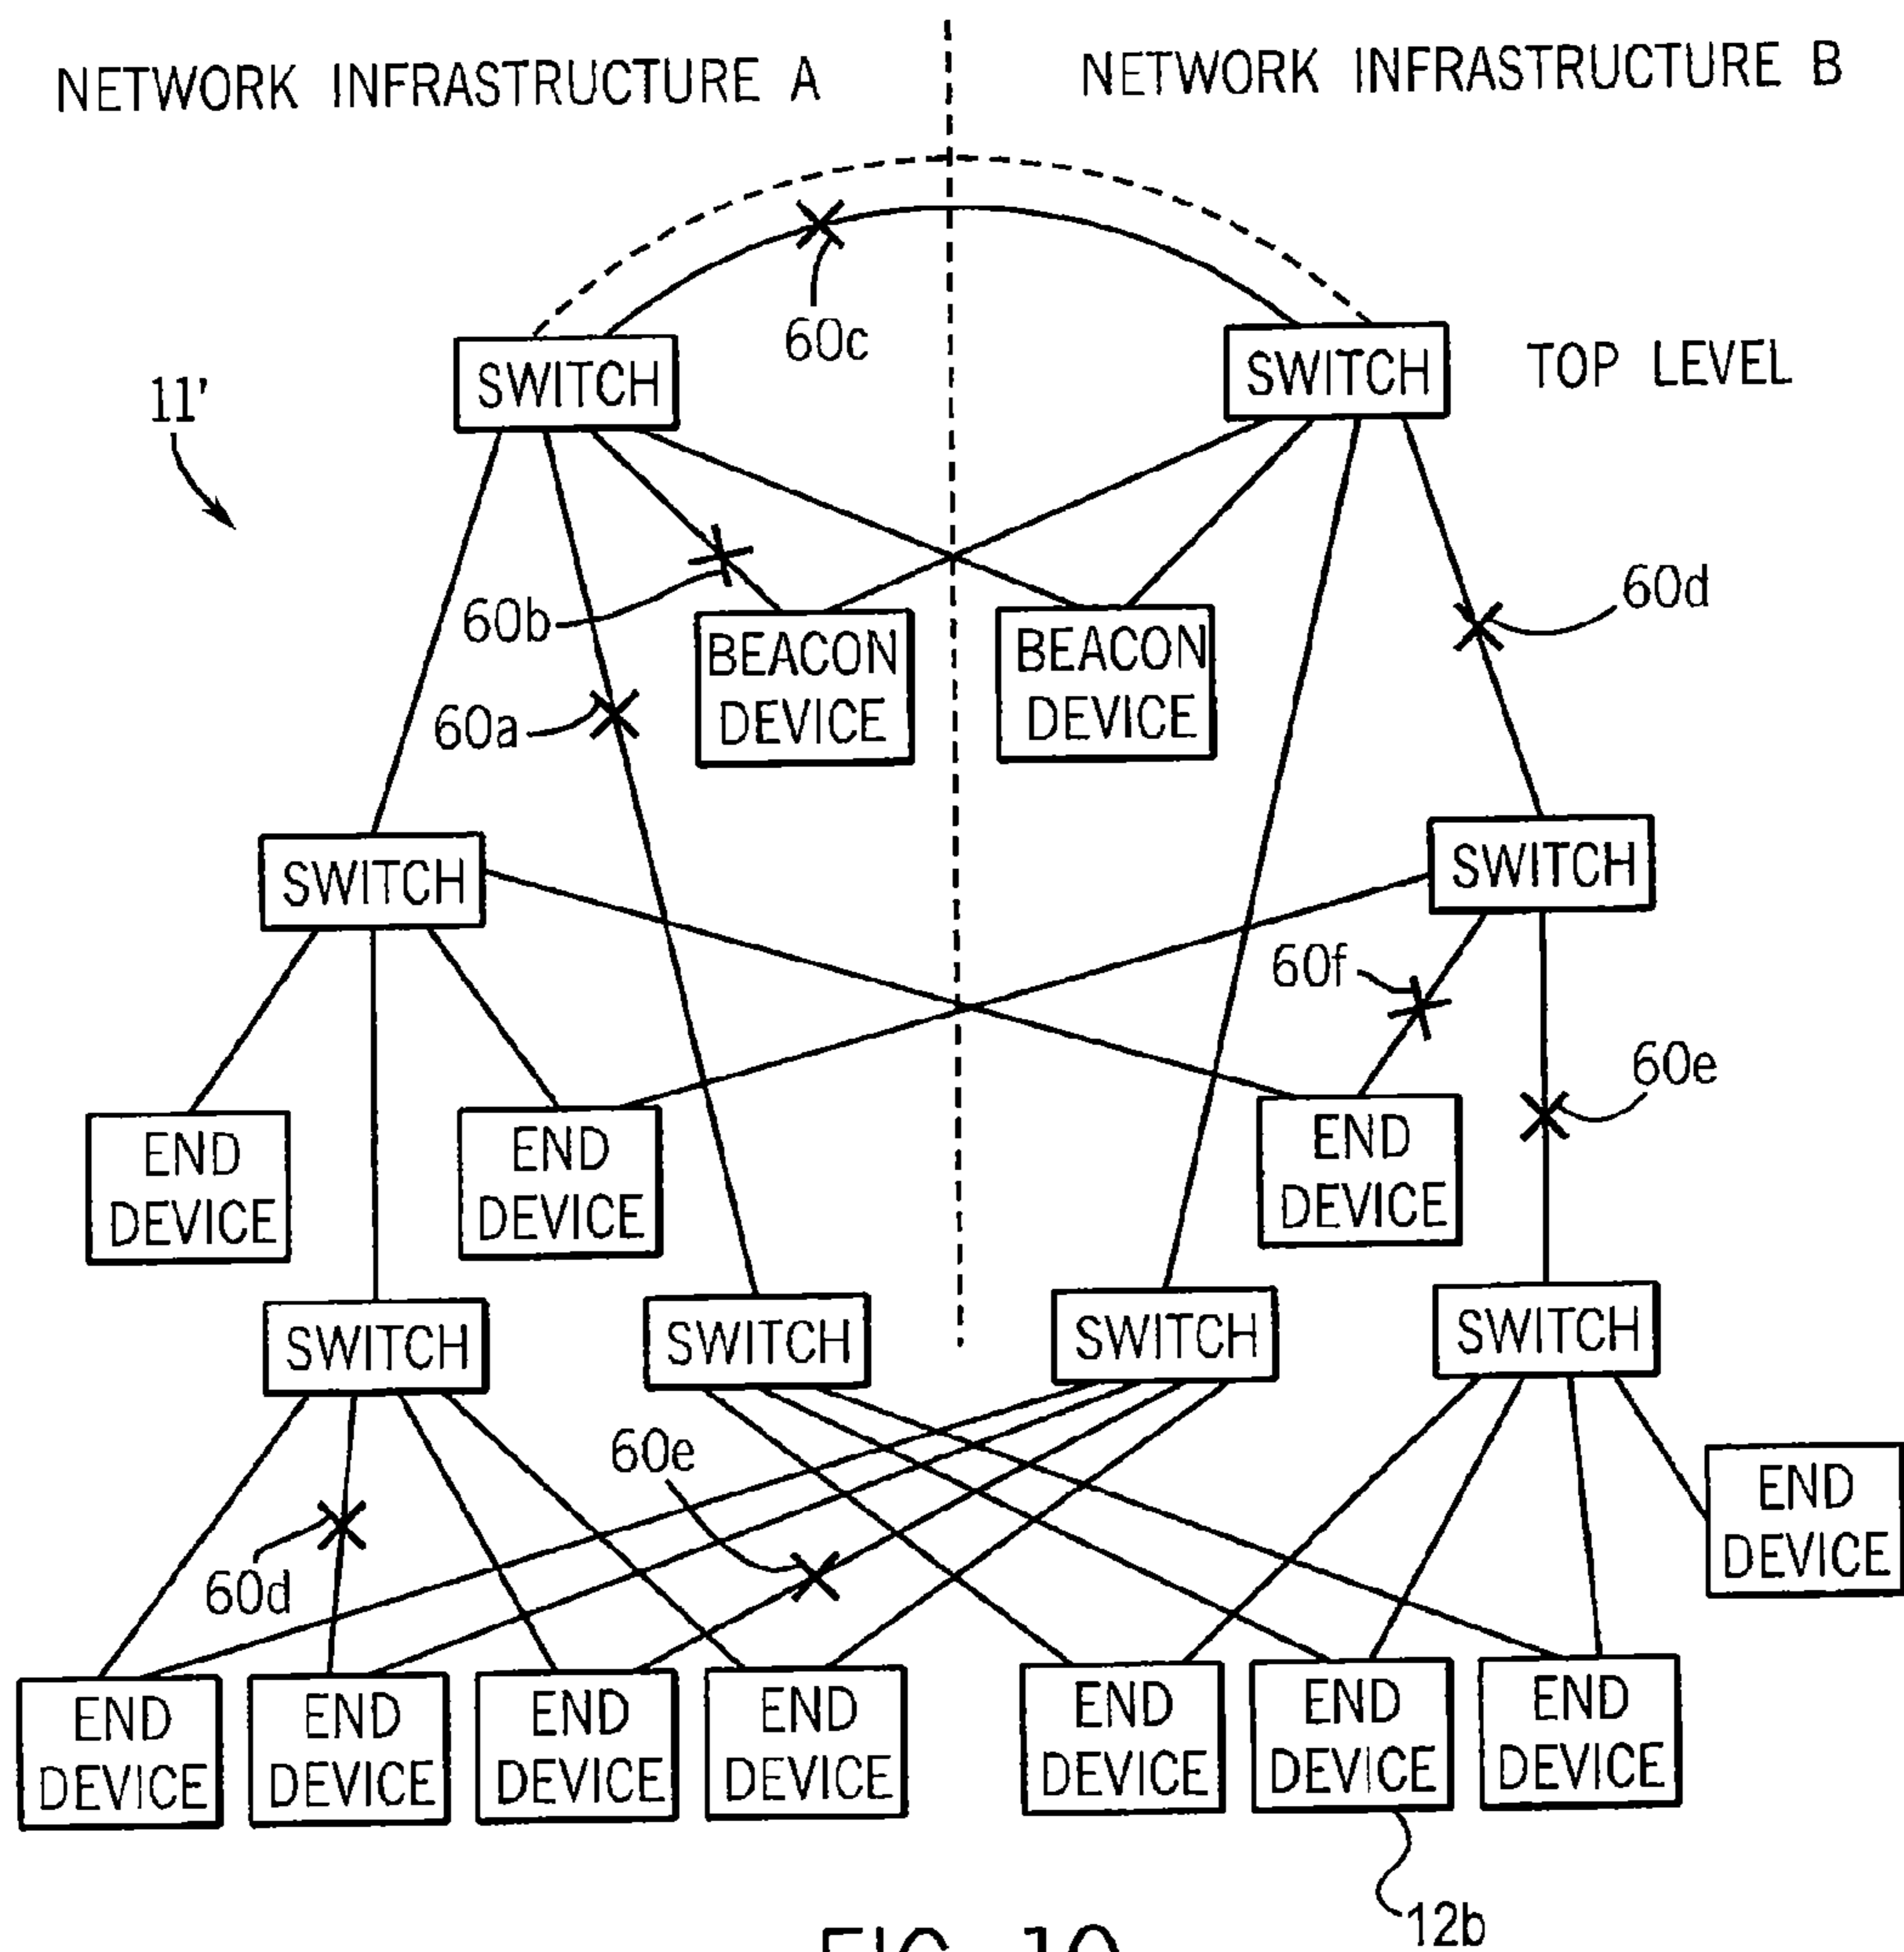 NETWORK INFRASTRUCTURE A
NETWORK INFRASTRUCTURE B
60c
SWITCH
SWITCH
TOP LEVEL
11'
60b
60d
BEACON
DEVICE
BEACON
DEVICE
60a
SWITCH
SWITCH
60f
60e
END
DEVICE
END
DEVICE
END
DEVICE
SWITCH
SWITCH
SWITCH
SWITCH
60e
60d
END
DEVICE
END
DEVICE
END
DEVICE
END
DEVICE
END
DEVICE
END
DEVICE
END
DEVICE
END
DEVICE
12b